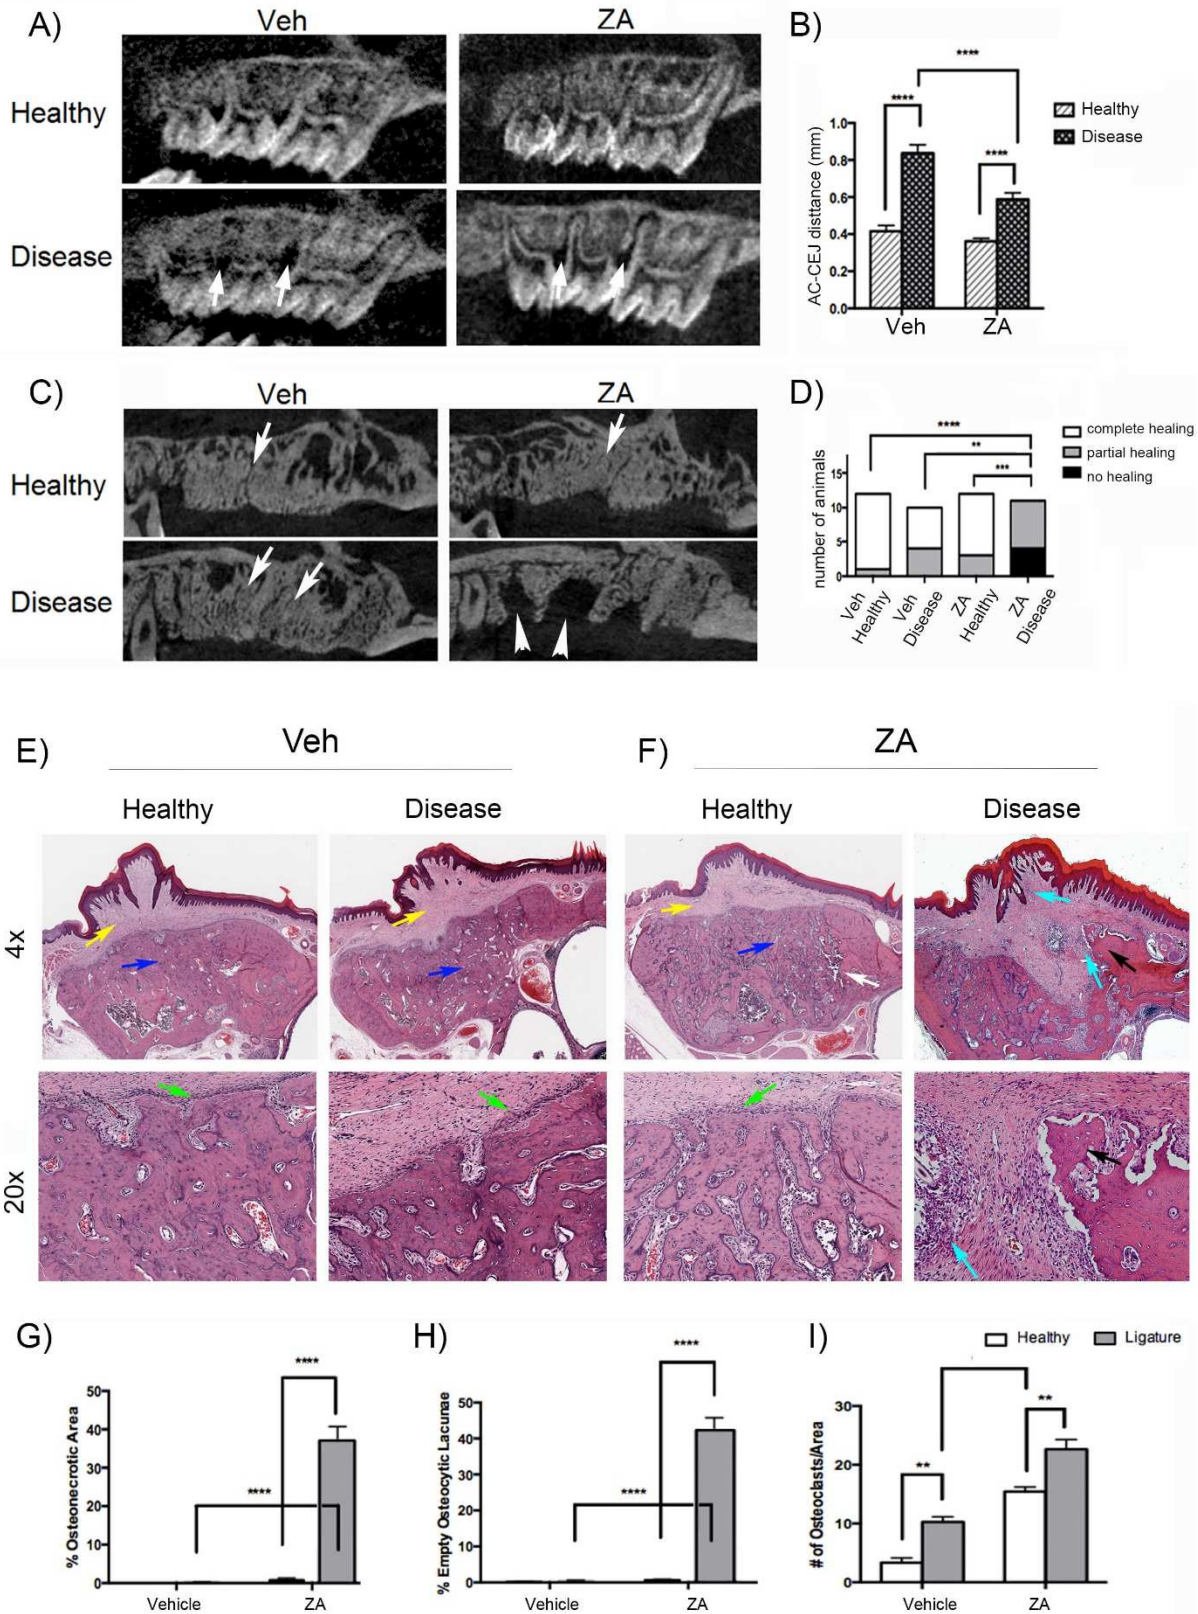 A)
Veh
ZA
Healthy
Disease
B)
****
****
****
Healthy
Disease
AC-CEJ disttance (mm)
1.0
0.8
0.6
0.4
0.2
0.0
Veh
ZA
C)
Veh
ZA
Healthy
Disease
D)
****
**
***
complete healing
partial healing
no healing
number of animals
15
10
5
0
Veh
Healthy
Veh
Disease
ZA
Healthy
ZA
Disease
E)
Veh
Healthy
Disease
F)
ZA
Healthy
Disease
4x
20x
G)
****
****
% Osteonecrotic Area
50
40
30
20
10
0
Vehicle
ZA
H)
****
****
% Empty Osteocytic Lacunae
50
40
30
20
10
0
Vehicle
ZA
I)
Healthy
Ligature
**
**
# of Osteoclasts/Area
30
20
10
0
Vehicle
ZA